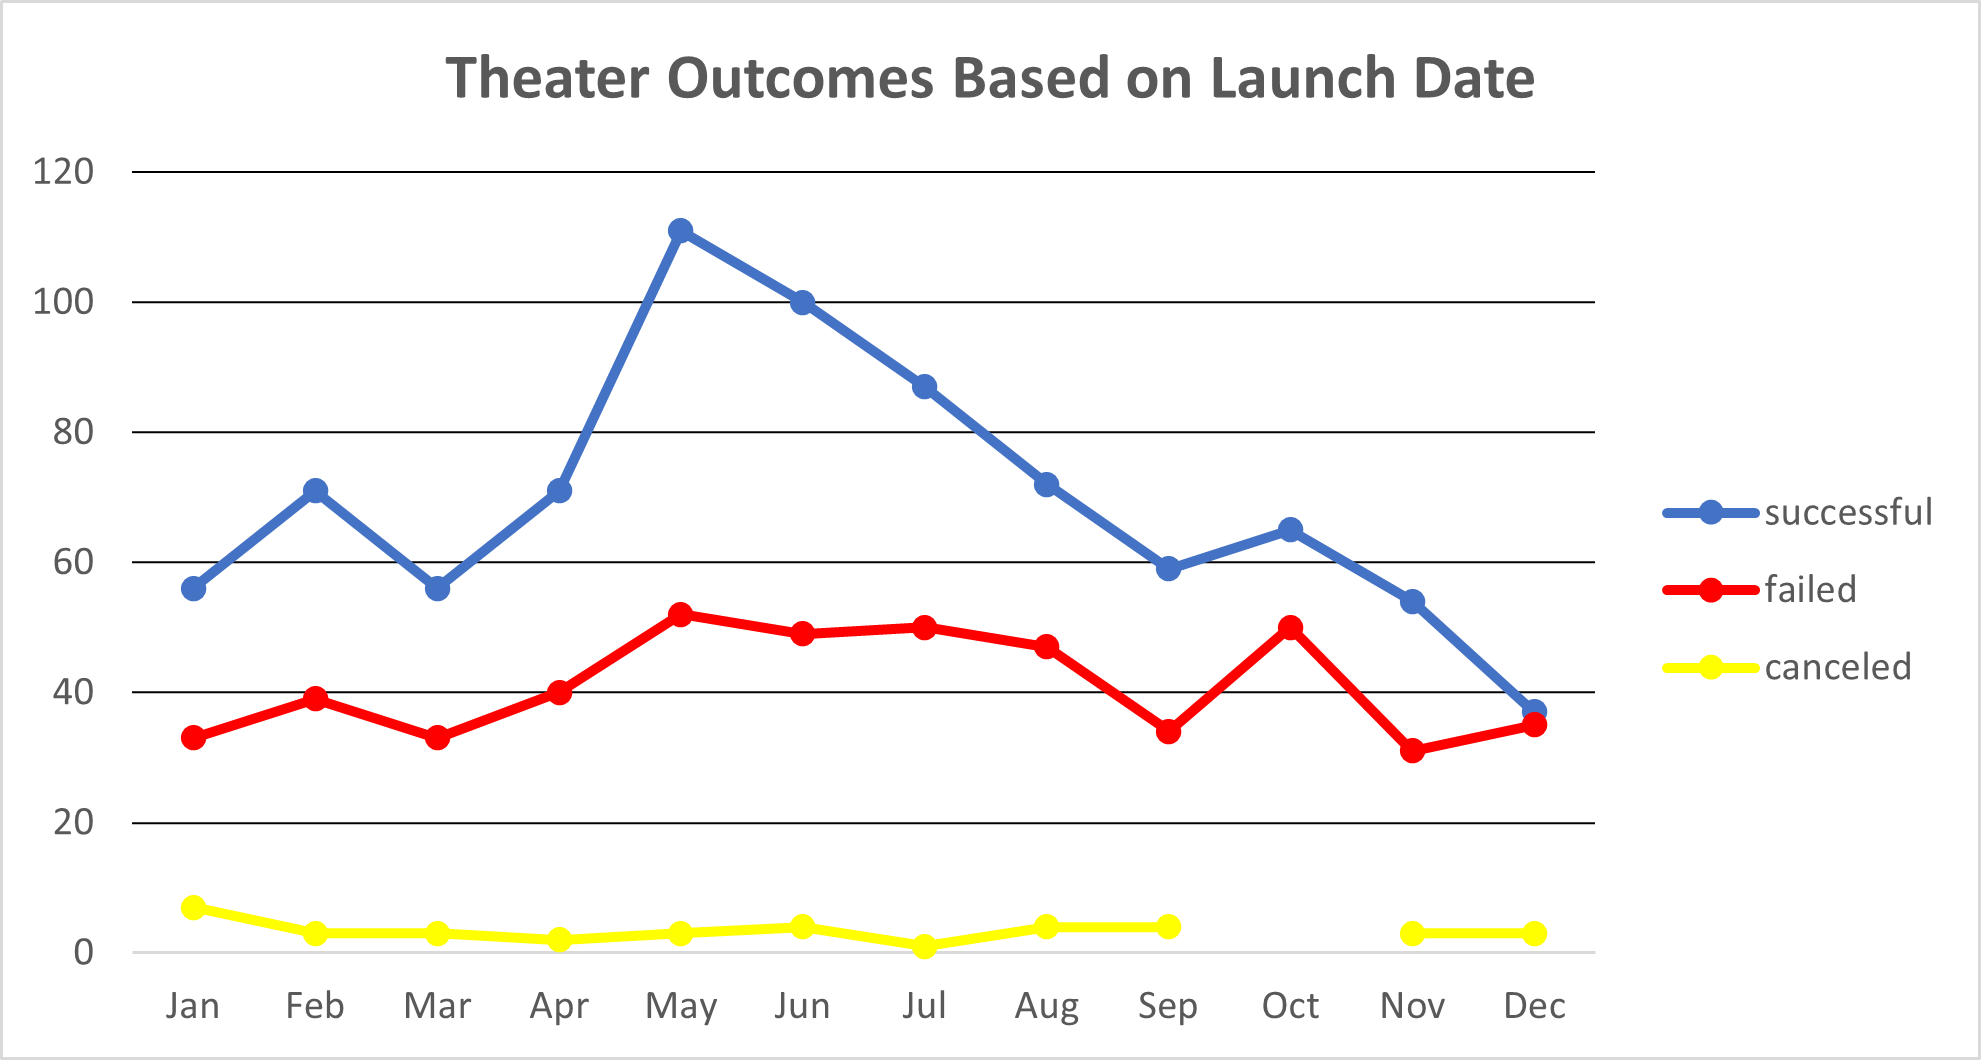 Theater Outcomes Based on Launch Date
120
100
80
60
40
20
0
Jan Feb Mar Apr May Jun Jul Aug Sep Oct Nov Dec
successful
failed
canceled